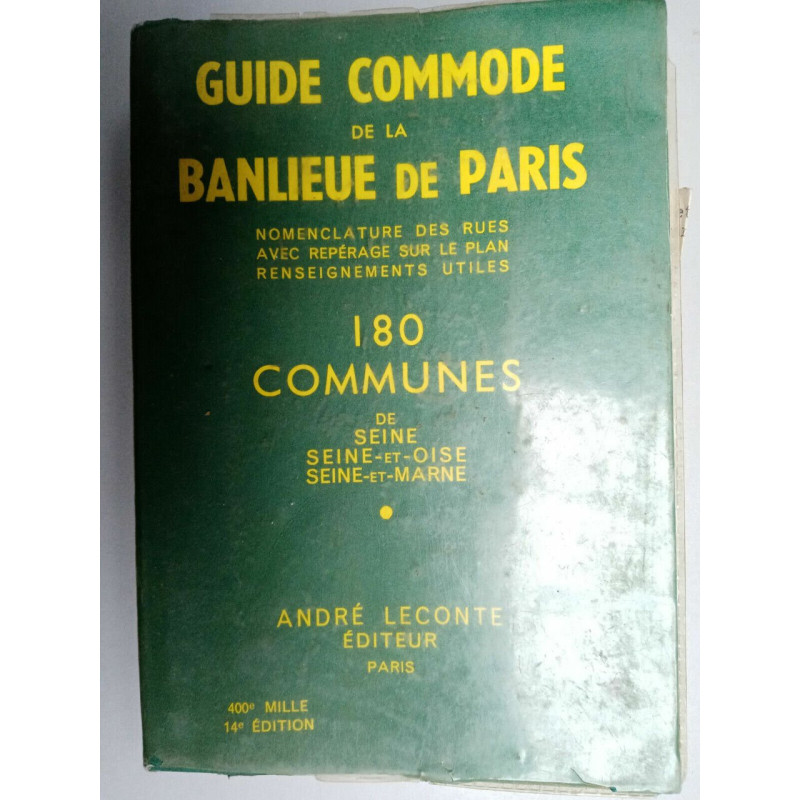 GUIDE COMMODE
DE LA
BANLIEUE DE PARIS
NOMENCLATURE DES RUES
AVEC REPÉRAGE SUR LE PLAN
RENSEIGNEMENTS UTILES
180
COMMUNES
DE
SEINE
SEINE-ET-OISE
SEINE-ET-MARNE
ANDRÉ LECONTE
ÉDITEUR
PARIS
400e MILLE
14e ÉDITION